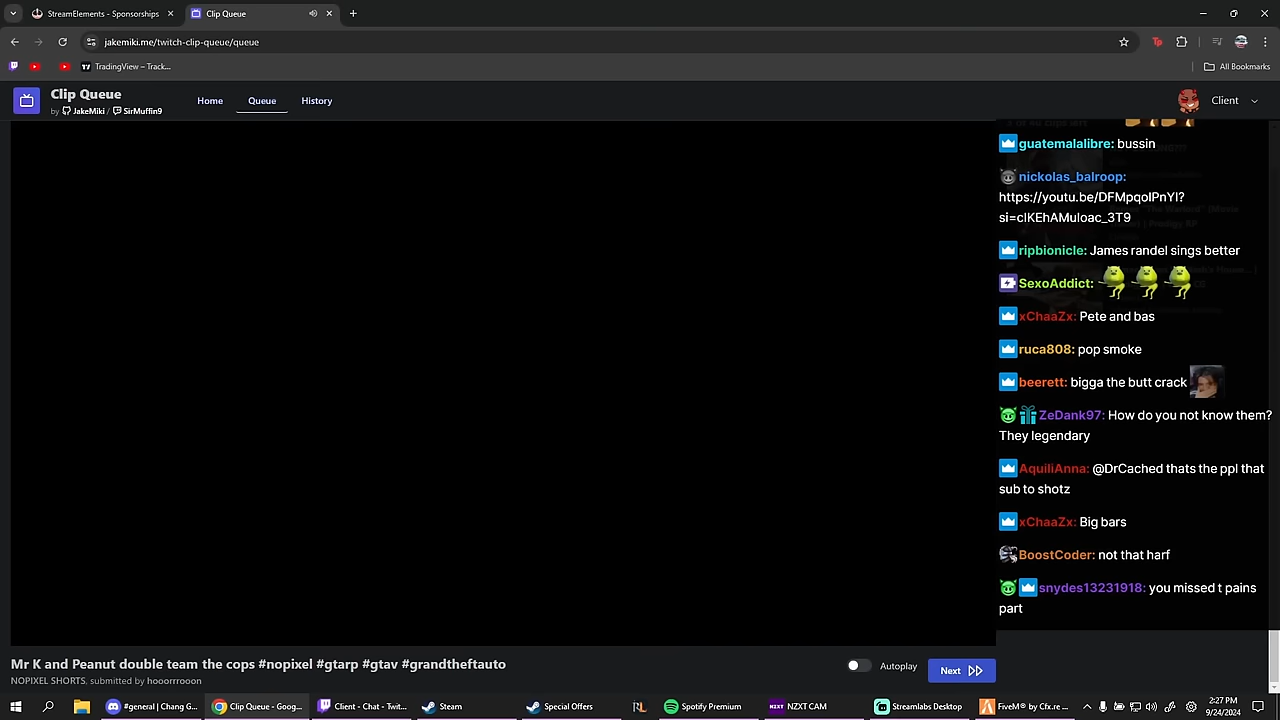 StreamElements - Sponsorships
Clip Queue
jakemiki.me/twitch-clip-queue/queue
TradingView – Track...
All Bookmarks
Clip Queue
by JakeMiki / SirMuffin9
Home
Queue
History
Client
guatemalalibre: bussin
nickolas_balroop:
https://youtu.be/DFMpqoIPnYI?
si=cIKEhAMuloac_3T9
ripbionicle: James randel sings better
SexoAddict:
xChaaZx: Pete and bas
ruca808: pop smoke
beerett: bigga the butt crack
ZeDank97: How do you not know them?
They legendary
AquiliAnna: @DrCached thats the ppl that
sub to shotz
xChaaZx: Big bars
BoostCoder: not that harf
snydes13231918: you missed t pains
part
Mr K and Peanut double team the cops #nopixel #gtarp #gtav #grandtheftauto
NOPIXEL SHORTS, submitted by hooorrrooon
Autoplay
Next
#general | Chang G...
Clip Queue - Goog...
Client - Chat - Twit...
Steam
Special Offers
RL
Spotify Premium
NZXT CAM
Streamlabs Desktop
FiveM® by Cfx.re ...
2:27 PM
9/24/2024